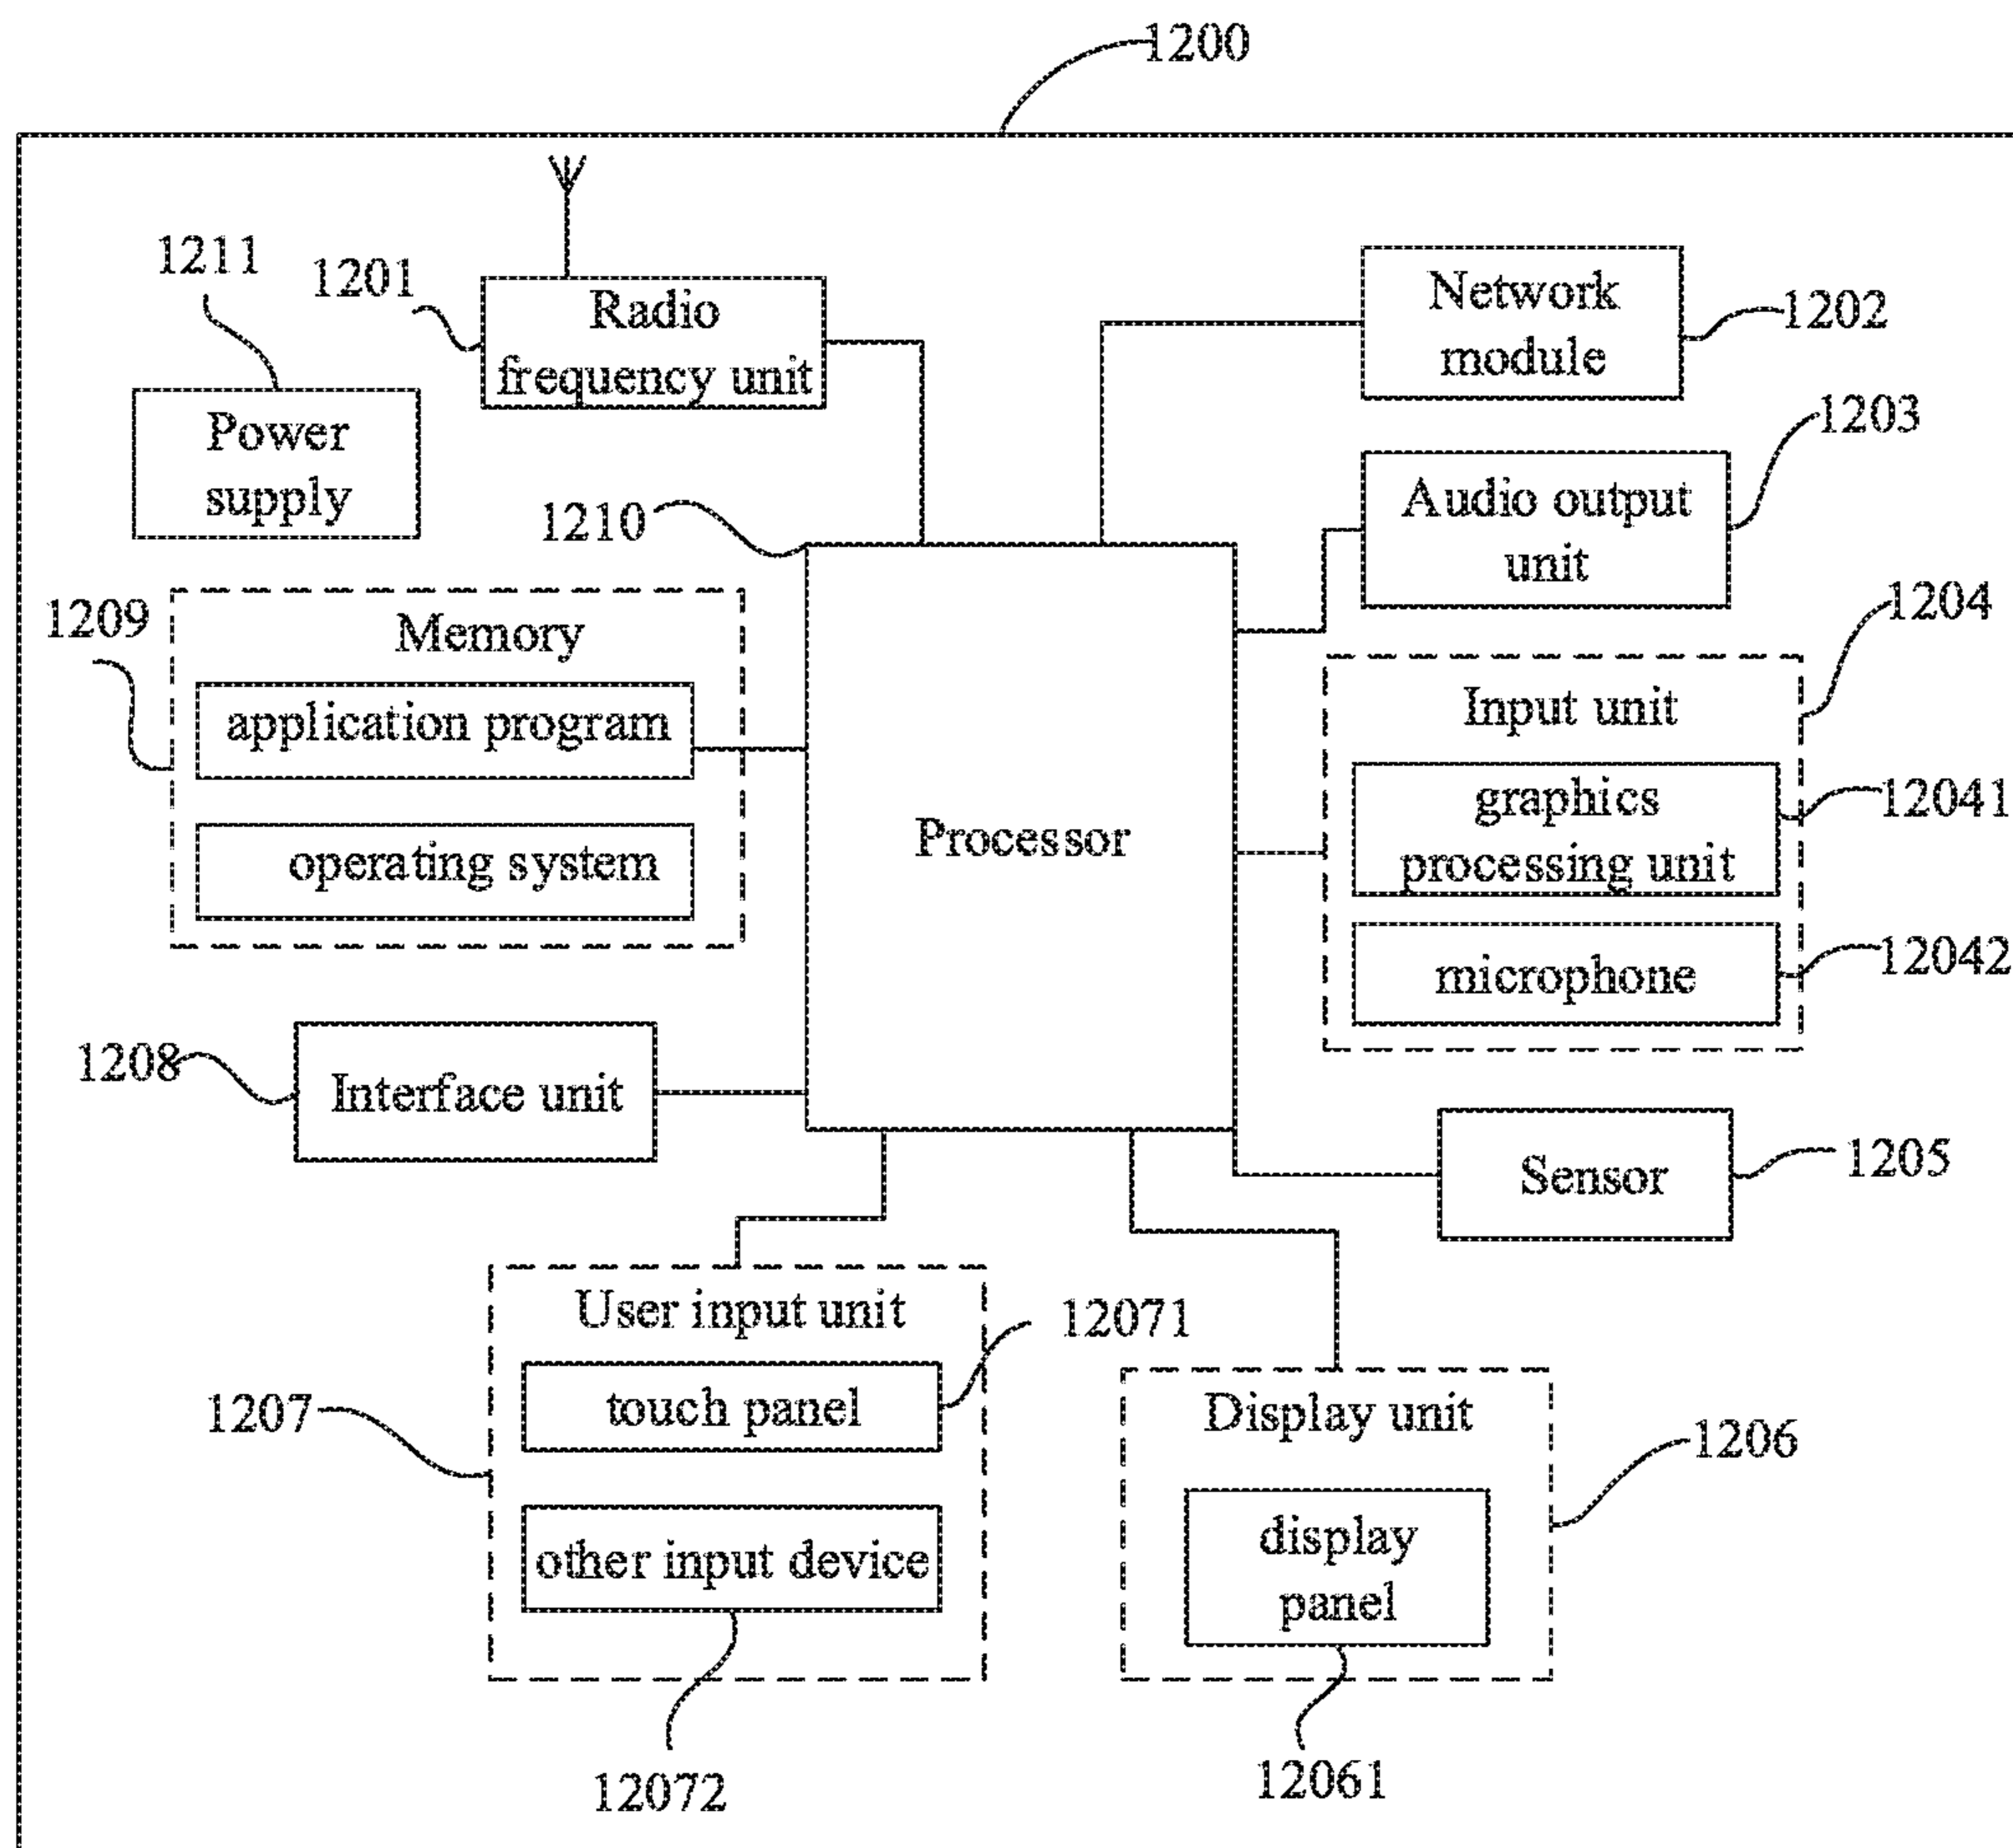 1200
1211
1201
Radio
frequency unit
Network
module
1202
Power
supply
1203
Audio output
unit
1210
1209
Memory
application program
operating system
Processor
1204
Input unit
graphics
processing unit
12041
microphone
12042
1208
Interface unit
Sensor
1205
User input unit
12071
touch panel
1207
other input device
12072
Display unit
1206
display
panel
12061